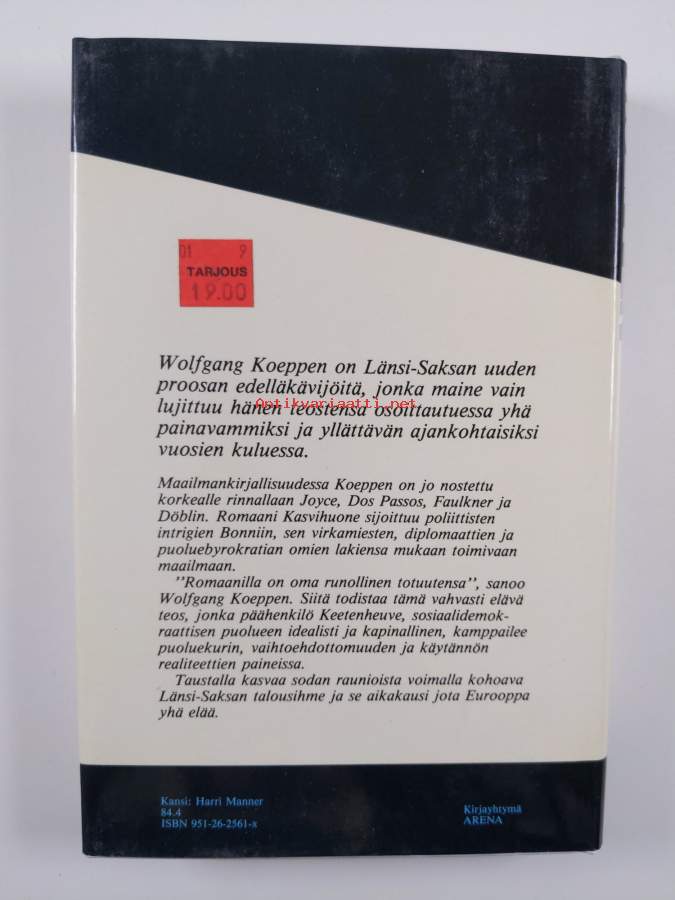 01 9
TARJOUS
19.00
Wolfgang Koeppen on Länsi-Saksan uuden
proosan edelläkävijöitä, jonka maine vain
lujittuu hänen teostensa osoittautuessa yhä
Antikvariaatti.net
painavammiksi ja yllättävän ajankohtaisiksi
vuosien kuluessa.
Maailmankirjallisuudessa Koeppen on jo nostettu
korkealle rinnallaan Joyce, Dos Passos, Faulkner ja
Döblin. Romaani Kasvihuone sijoittuu poliittisten
intrigien Bonniin, sen virkamiesten, diplomaattien ja
puoluebyrokratian omien lakiensa mukaan toimivaan
maailmaan.
”Romaanilla on oma runollinen totuutensa”, sanoo
Wolfgang Koeppen. Siitä todistaa tämä vahvasti elävä
teos, jonka päähenkilö Keetenheuve, sosiaalidemok-
raattisen puolueen idealisti ja kapinallinen, kamppailee
puoluekurin, vaihtoehdottomuuden ja käytännön
realiteettien paineissa.
Taustalla kasvaa sodan raunioista voimalla kohoava
Länsi-Saksan talousihme ja se aikakausi jota Eurooppa
yhä elää.
Kansi: Harri Manner
84.4
ISBN 951-26-2561-x
Kirjayhtymä
ARENA